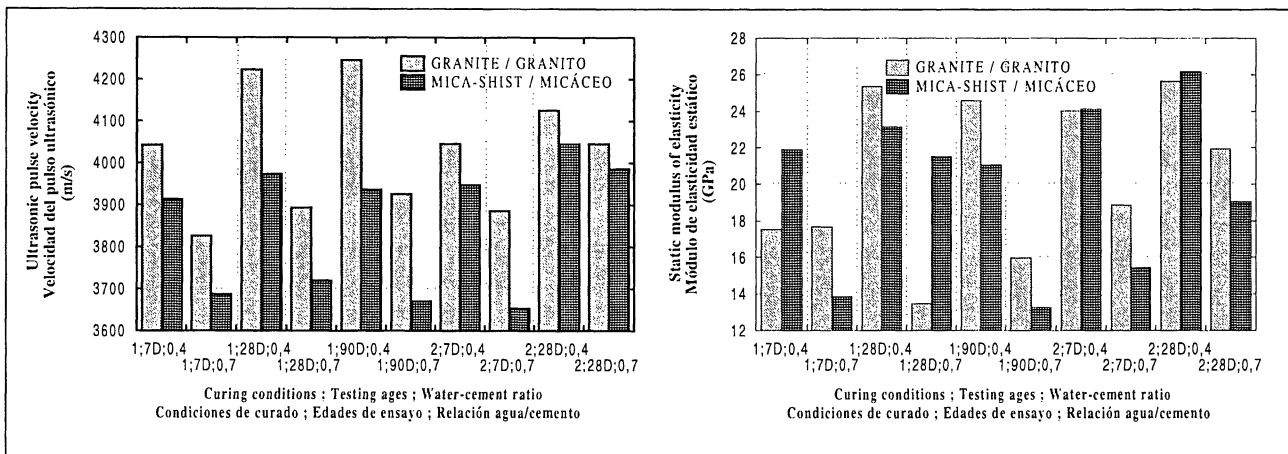 4300
4200
4100
4000
3900
3800
3700
3600
Ultrasonic pulse velocity
Velocidad del pulso ultrasónico
(m/s)
GRANITE / GRANITO
MICA-SHIST / MICÁCEO
1;7D;0,4
1;7D;0,7
1;28D;0,4
1;28D;0,7
1;90D;0,4
1;90D;0,7
2;7D;0,4
2;7D;0,7
2;28D;0,4
2;28D;0,7
Curing conditions ; Testing ages ; Water-cement ratio
Condiciones de curado ; Edades de ensayo ; Relación agua/cemento
28
26
24
22
20
18
16
14
12
Static modulus of elasticity
Módulo de elasticidad estático
(GPa)
GRANITE / GRANITO
MICA-SHIST / MICÁCEO
1;7D;0,4
1;7D;0,7
1;28D;0,4
1;28D;0,7
1;90D;0,4
1;90D;0,7
2;7D;0,4
2;7D;0,7
2;28D;0,4
2;28D;0,7
Curing conditions ; Testing ages ; Water-cement ratio
Condiciones de curado ; Edades de ensayo ; Relación agua/cemento